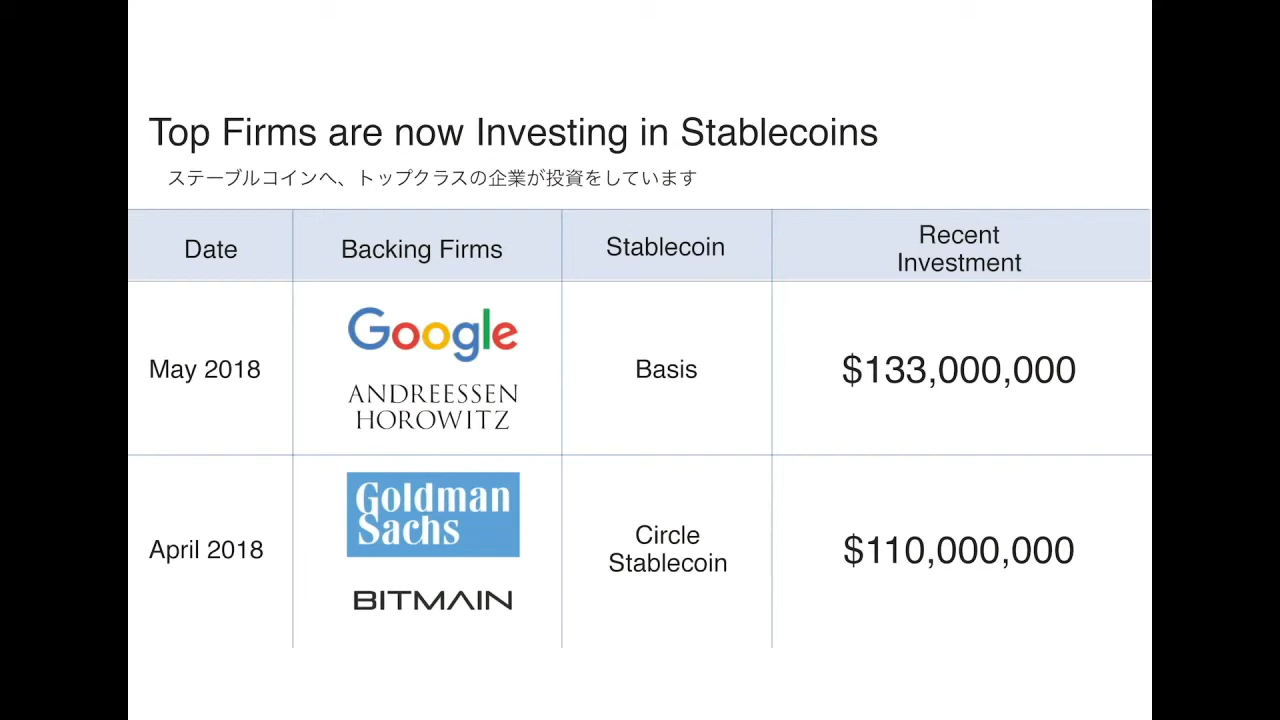 Top Firms are now Investing in Stablecoins
ステーブルコインへ、トップクラスの企業が投資をしています
Date
Backing Firms
Stablecoin
Recent
Investment
May 2018
Google
ANDREESSEN
HOROWITZ
Basis
$133,000,000
April 2018
Goldman
Sachs
BITMAIN
Circle
Stablecoin
$110,000,000